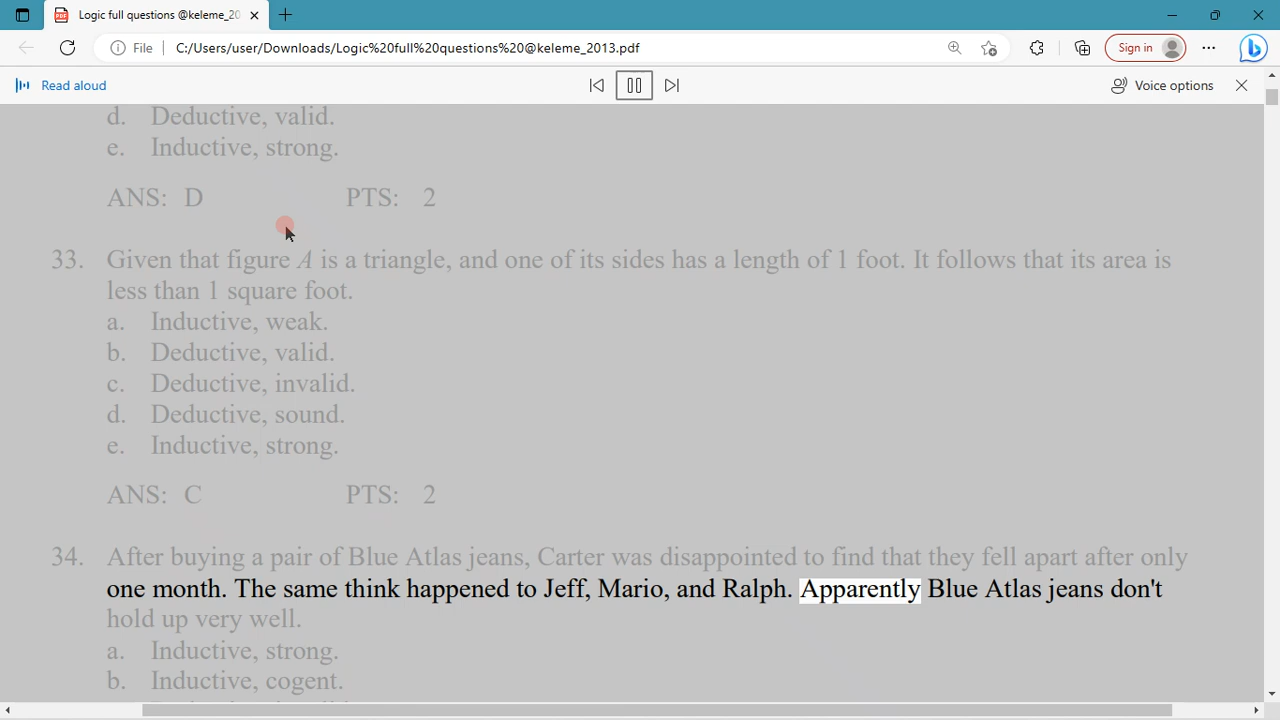 Logic full questions @keleme_20
File
C:/Users/user/Downloads/Logic%20full%20questions%20@keleme_2013.pdf
Sign in
Read aloud
Voice options
d. Deductive, valid.
e. Inductive, strong.
ANS: D PTS: 2
33. Given that figure A is a triangle, and one of its sides has a length of 1 foot. It follows that its area is
less than 1 square foot.
a. Inductive, weak.
b. Deductive, valid.
c. Deductive, invalid.
d. Deductive, sound.
e. Inductive, strong.
ANS: C PTS: 2
34. After buying a pair of Blue Atlas jeans, Carter was disappointed to find that they fell apart after only
one month. The same think happened to Jeff, Mario, and Ralph. Apparently Blue Atlas jeans don't
hold up very well.
a. Inductive, strong.
b. Inductive, cogent.